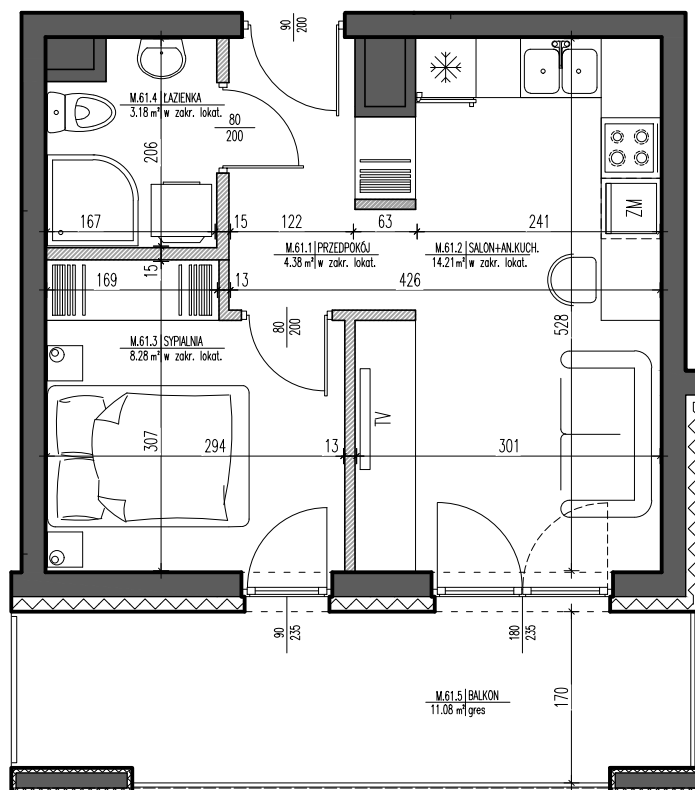 90
200
M.61.4 ŁAZIENKA
3.18 m² w zakr. lokat.
80
200
206
ZM
167
15
122
63
241
M.61.1 PRZEDPOKÓJ
4.38 m² w zakr. lokat.
M.61.2 SALON+AN.KUCH.
14.21 m² w zakr. lokat.
15
169
13
426
80
200
528
M.61.3 SYPIALNIA
8.28 m² w zakr. lokat.
TV
307
294
13
301
90
235
180
235
M.61.5 BALKON
11.08 m² gres
170